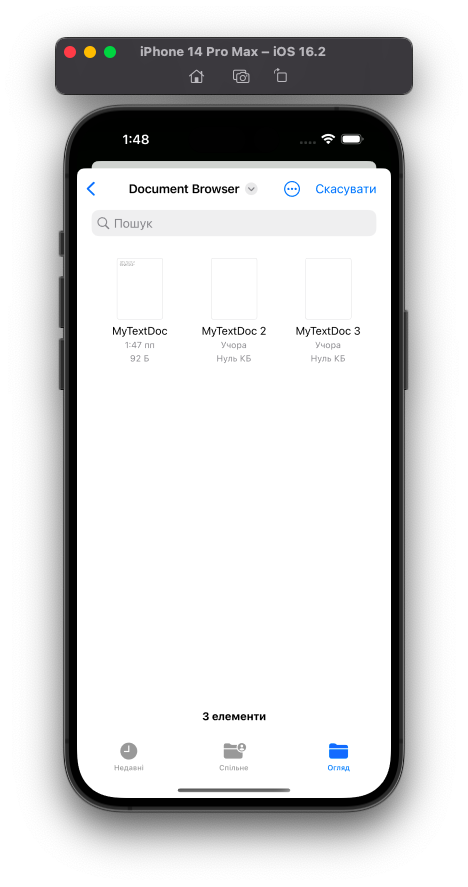 iPhone 14 Pro Max – iOS 16.2
1:48
Document Browser
Скасувати
Пошук
MyTextDoc
1:47 пп
92 Б
MyTextDoc 2
Учора
Нуль КБ
MyTextDoc 3
Учора
Нуль КБ
3 елементи
Недавні
Спільне
Огляд